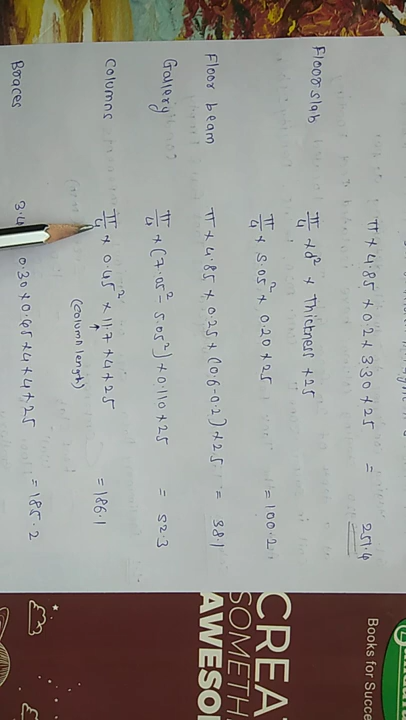 π × 4.85 × 0.2 × 3.30 × 25 = 251.4
Floor slab π/4 × d² × Thickness × 25
π/4 × 5.05² × 0.20 × 25 = 100.2
Floor beam π × 4.85 × 0.25 × (0.6-0.2) × 25 = 38.1
Gallery π/4 × (7.05² - 5.05²) × 0.110 × 25 = 52.3
Columns π/4 × 0.45² × 11.7 × 4 × 25 = 186.1
(column length)
Braces 0.30 × 0.45 × 4 × 4 × 25 = 185.2
Books for Succe
CREA
SOMETH
AWESO